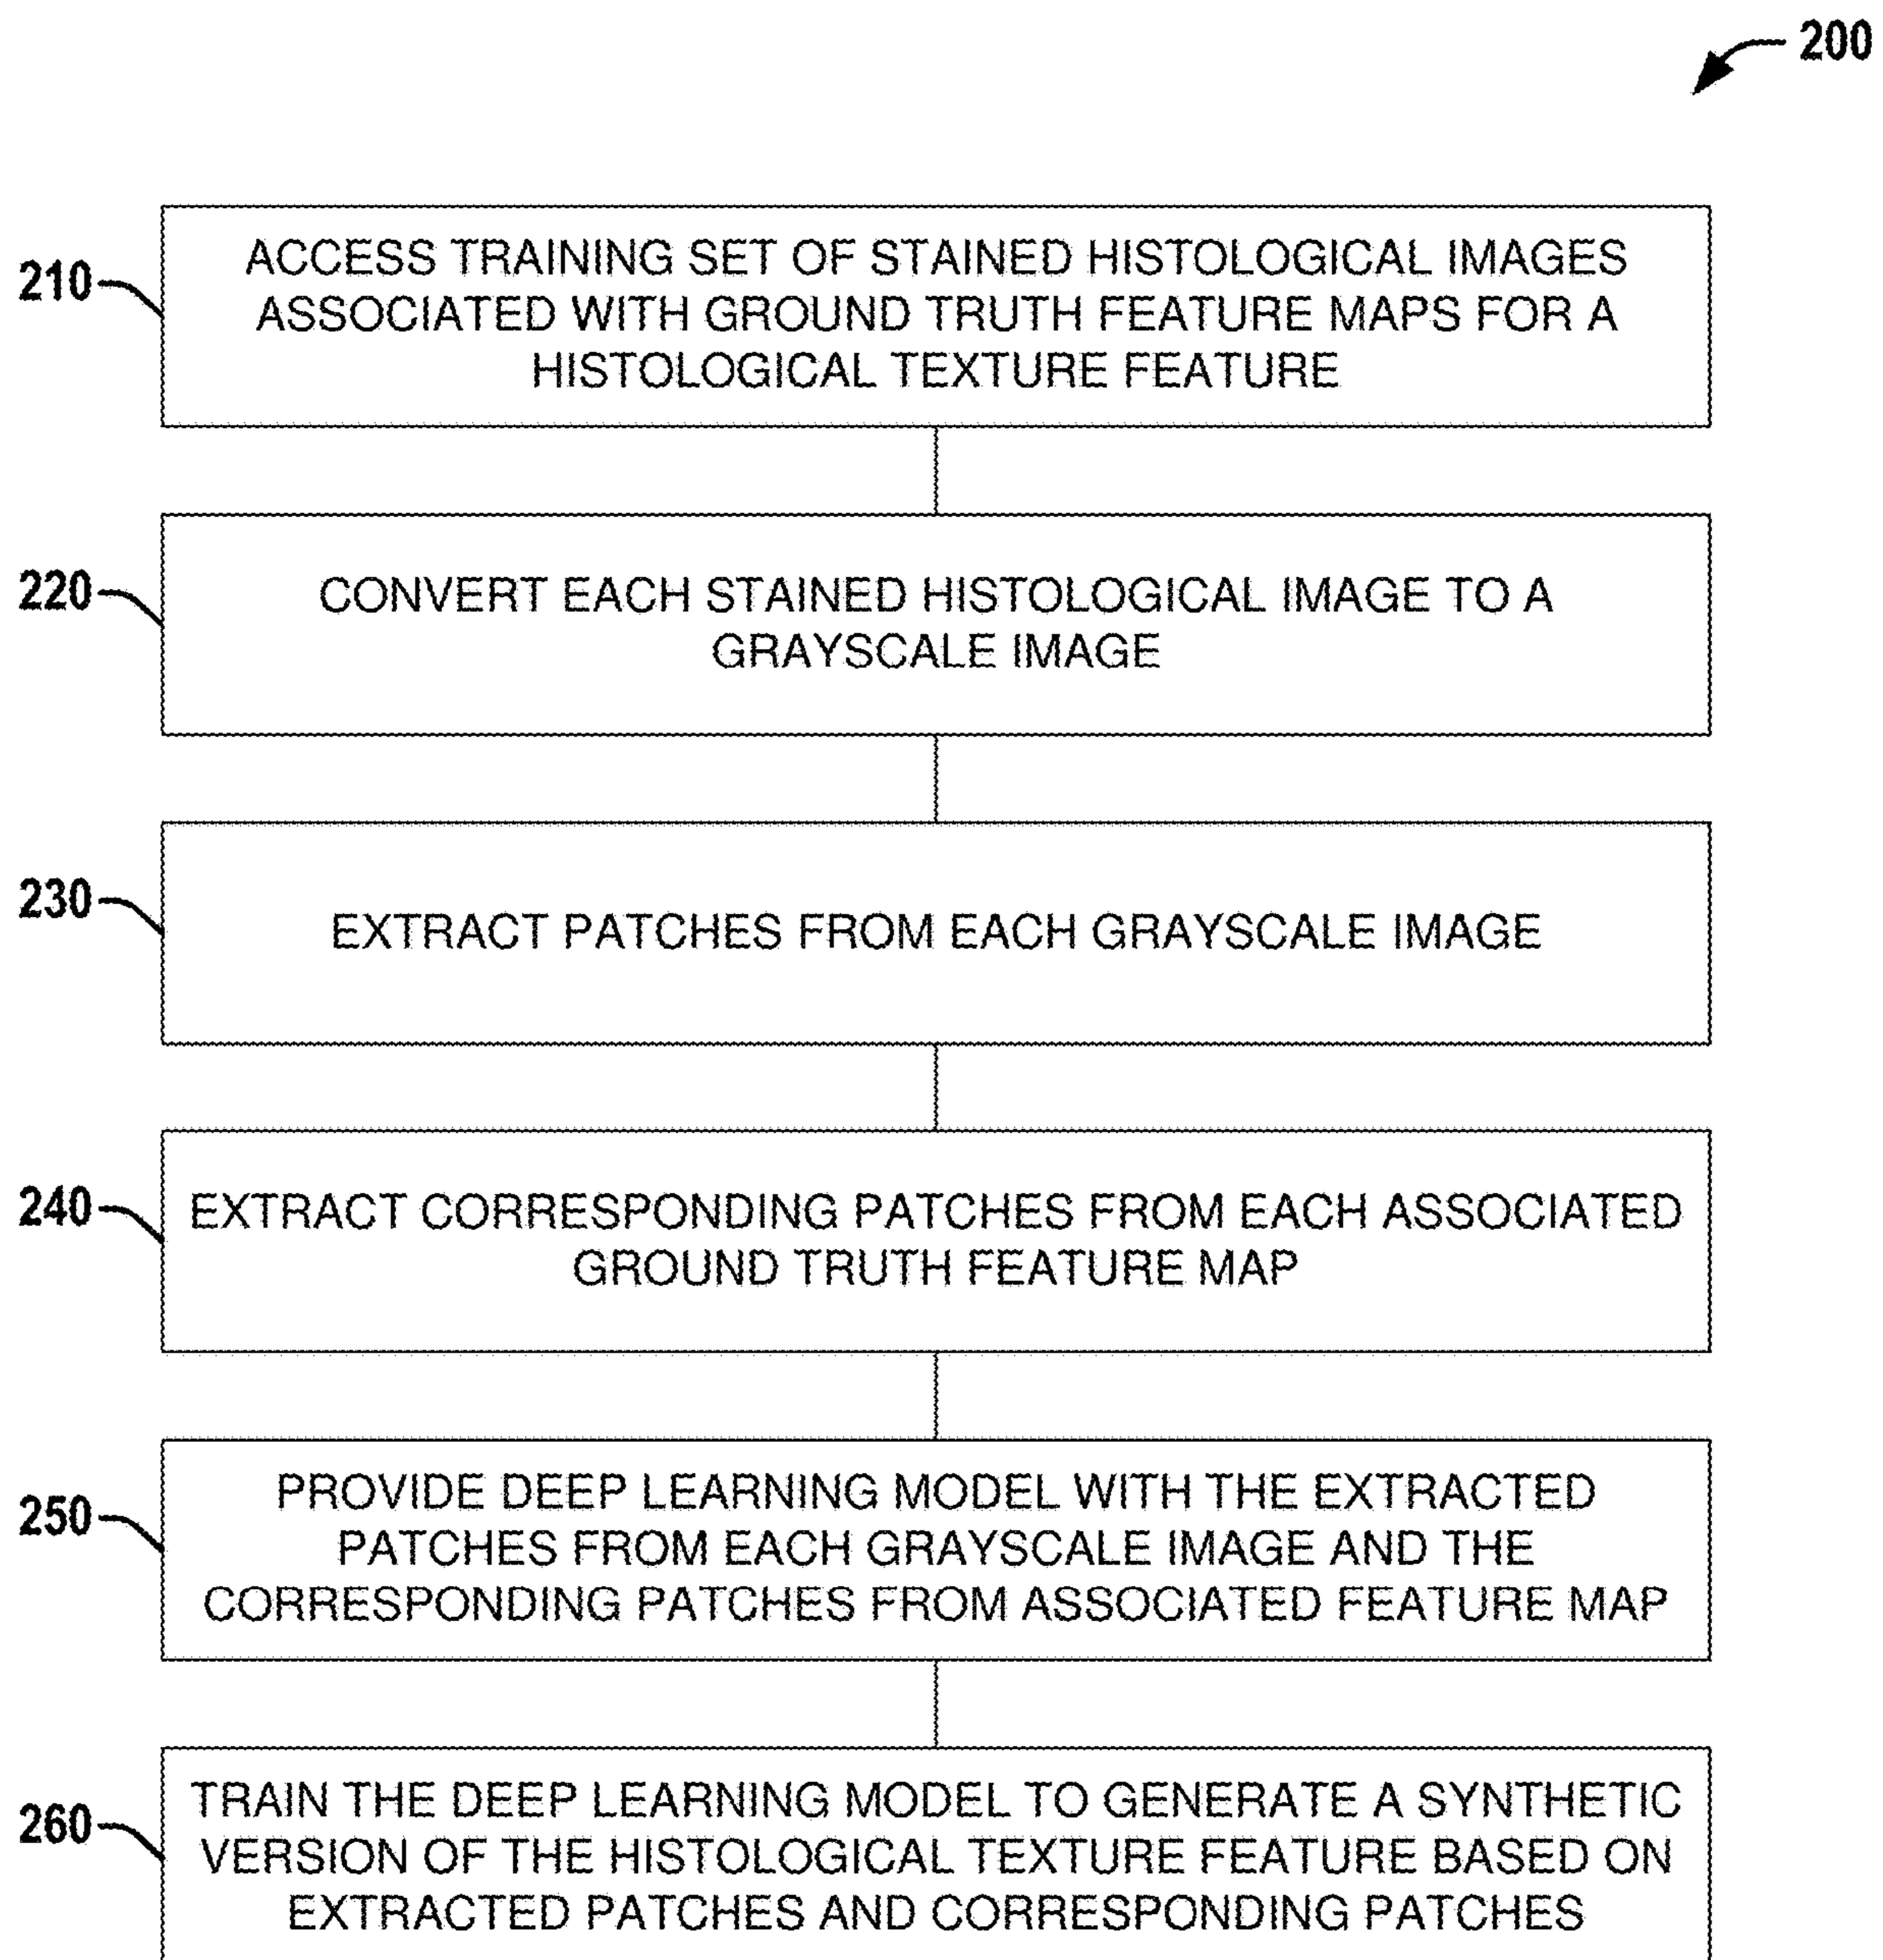 200
210
ACCESS TRAINING SET OF STAINED HISTOLOGICAL IMAGES
ASSOCIATED WITH GROUND TRUTH FEATURE MAPS FOR A
HISTOLOGICAL TEXTURE FEATURE
220
CONVERT EACH STAINED HISTOLOGICAL IMAGE TO A
GRAYSCALE IMAGE
230
EXTRACT PATCHES FROM EACH GRAYSCALE IMAGE
240
EXTRACT CORRESPONDING PATCHES FROM EACH ASSOCIATED
GROUND TRUTH FEATURE MAP
250
PROVIDE DEEP LEARNING MODEL WITH THE EXTRACTED
PATCHES FROM EACH GRAYSCALE IMAGE AND THE
CORRESPONDING PATCHES FROM ASSOCIATED FEATURE MAP
260
TRAIN THE DEEP LEARNING MODEL TO GENERATE A SYNTHETIC
VERSION OF THE HISTOLOGICAL TEXTURE FEATURE BASED ON
EXTRACTED PATCHES AND CORRESPONDING PATCHES